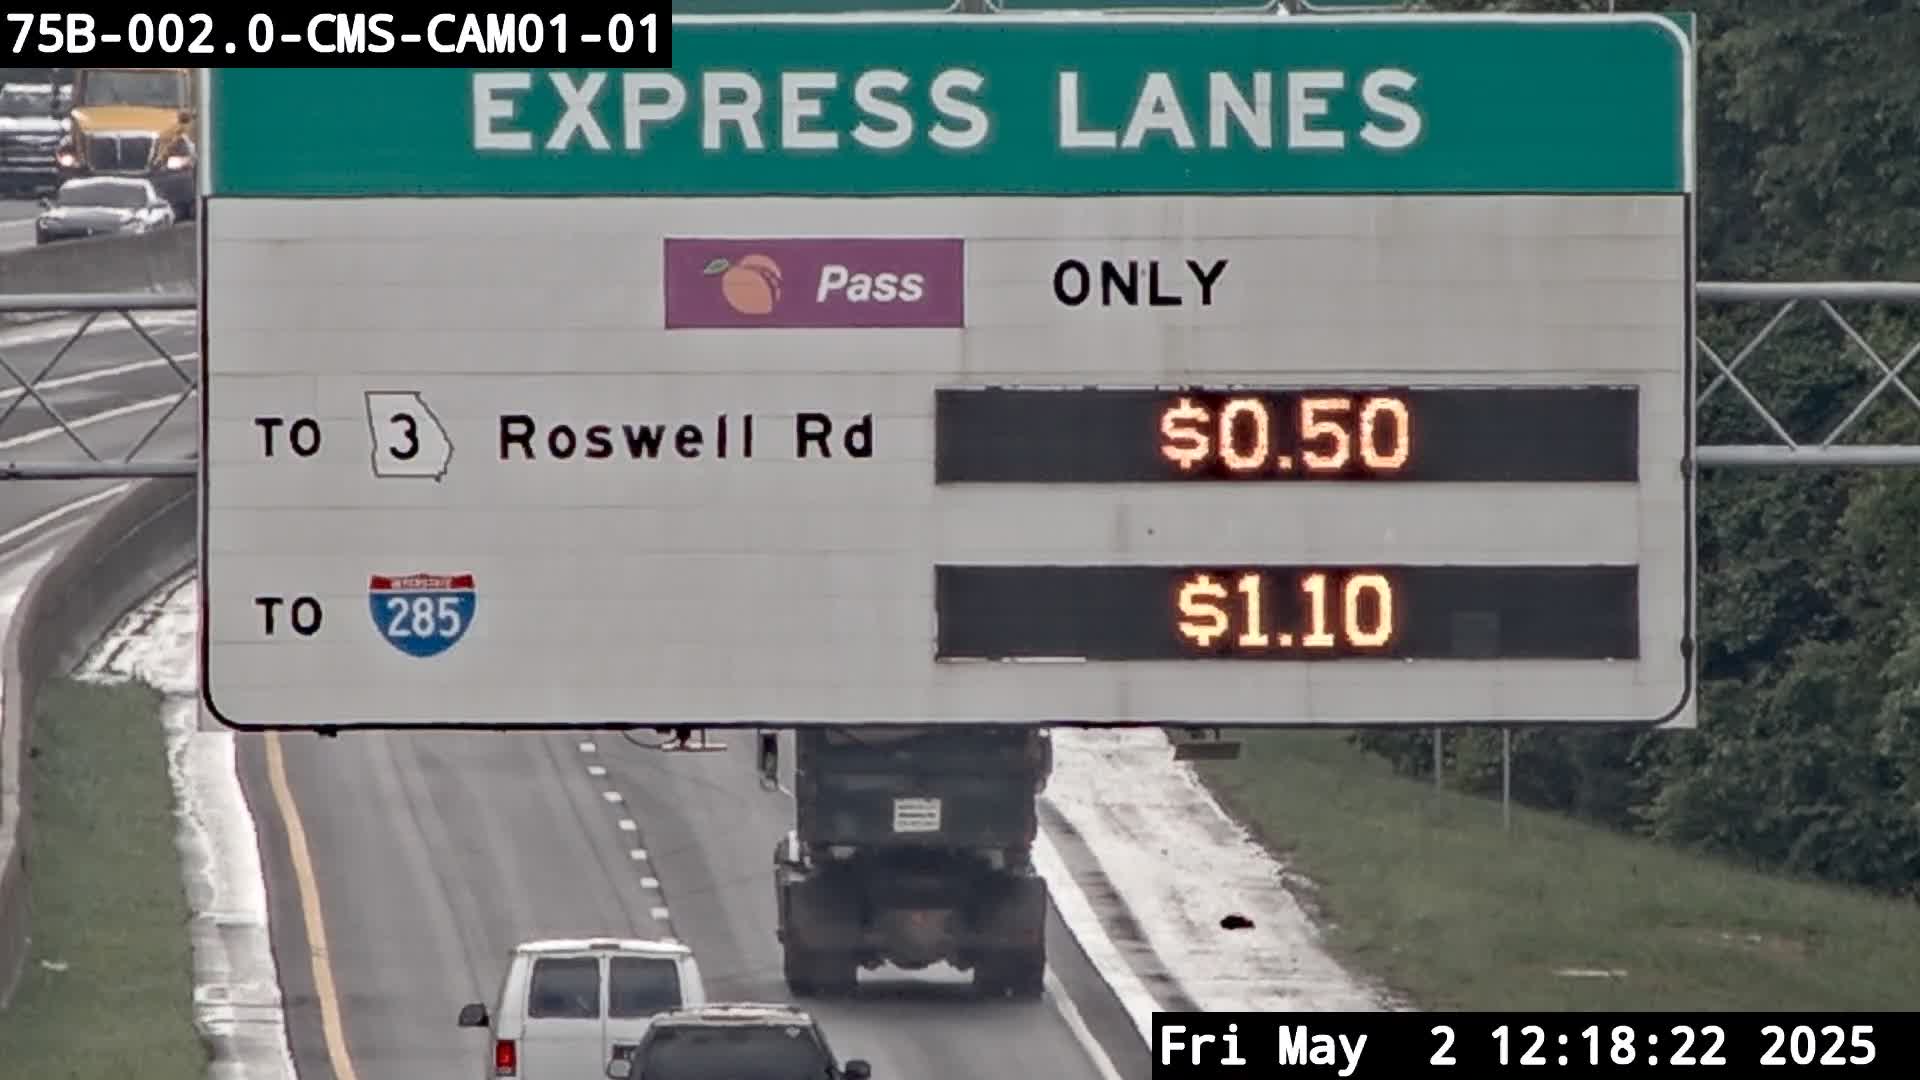 75B-002.0-CMS-CAM01-01
EXPRESS LANES
Pass ONLY
TO 3 Roswell Rd $0.50
TO INTERSTATE 285 $1.10
Fri May 2 12:18:22 2025